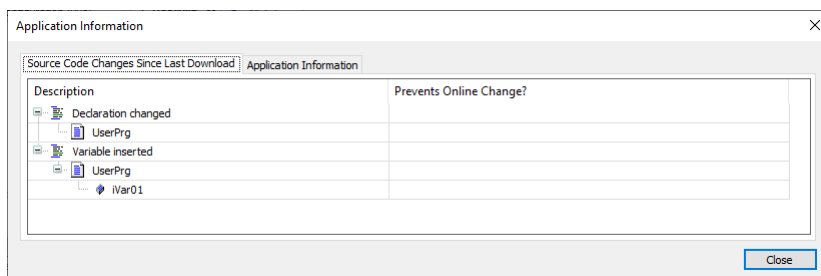 Application Information
Source Code Changes Since Last Download Application Information
Description Prevents Online Change?
Declaration changed
UserPrg
Variable inserted
UserPrg
iVar01
Close